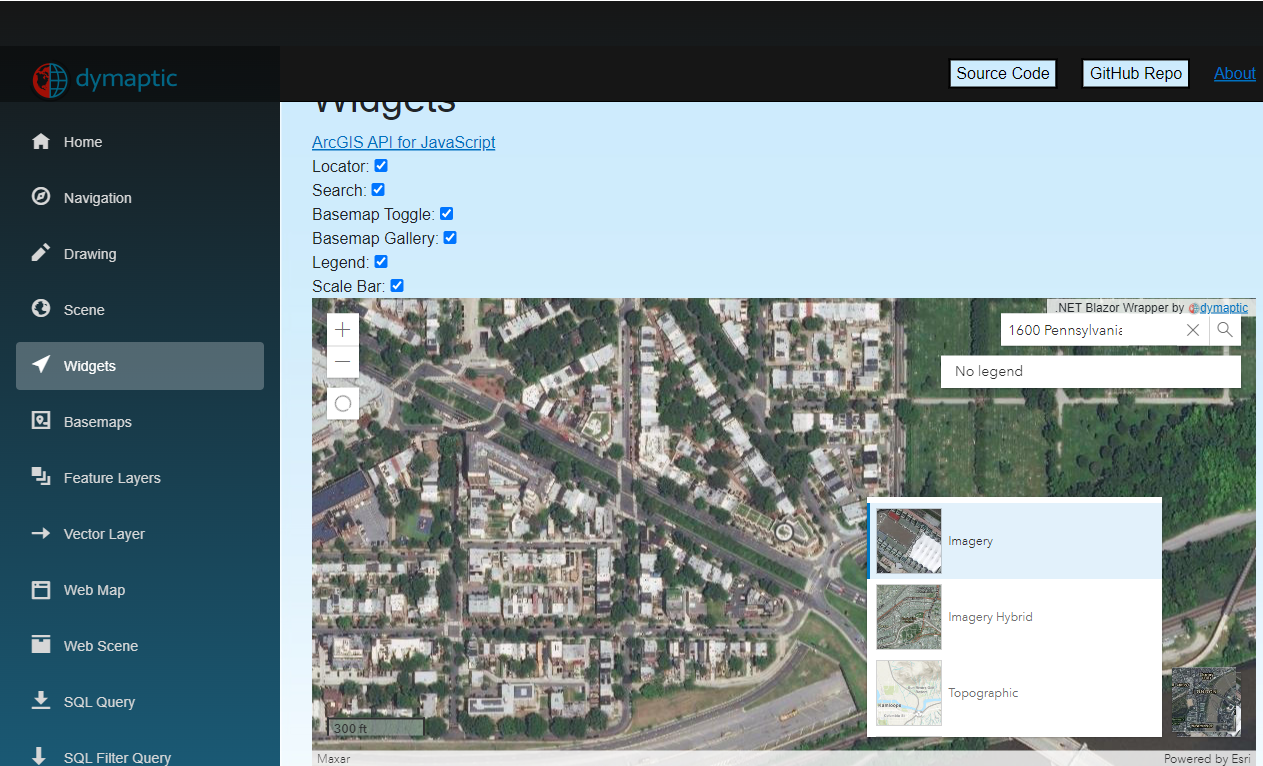 dymaptic
Source Code
GitHub Repo
About
Home
Navigation
Drawing
Scene
Widgets
Basemaps
Feature Layers
Vector Layer
Web Map
Web Scene
SQL Query
SQL Filter Query
Widgets
ArcGIS API for JavaScript
Locator:
Search:
Basemap Toggle:
Basemap Gallery:
Legend:
Scale Bar:
.NET Blazor Wrapper by dymaptic
1600 Pennsylvania
No legend
Imagery
Imagery Hybrid
Topographic
300 ft
Maxar
Powered by Esri